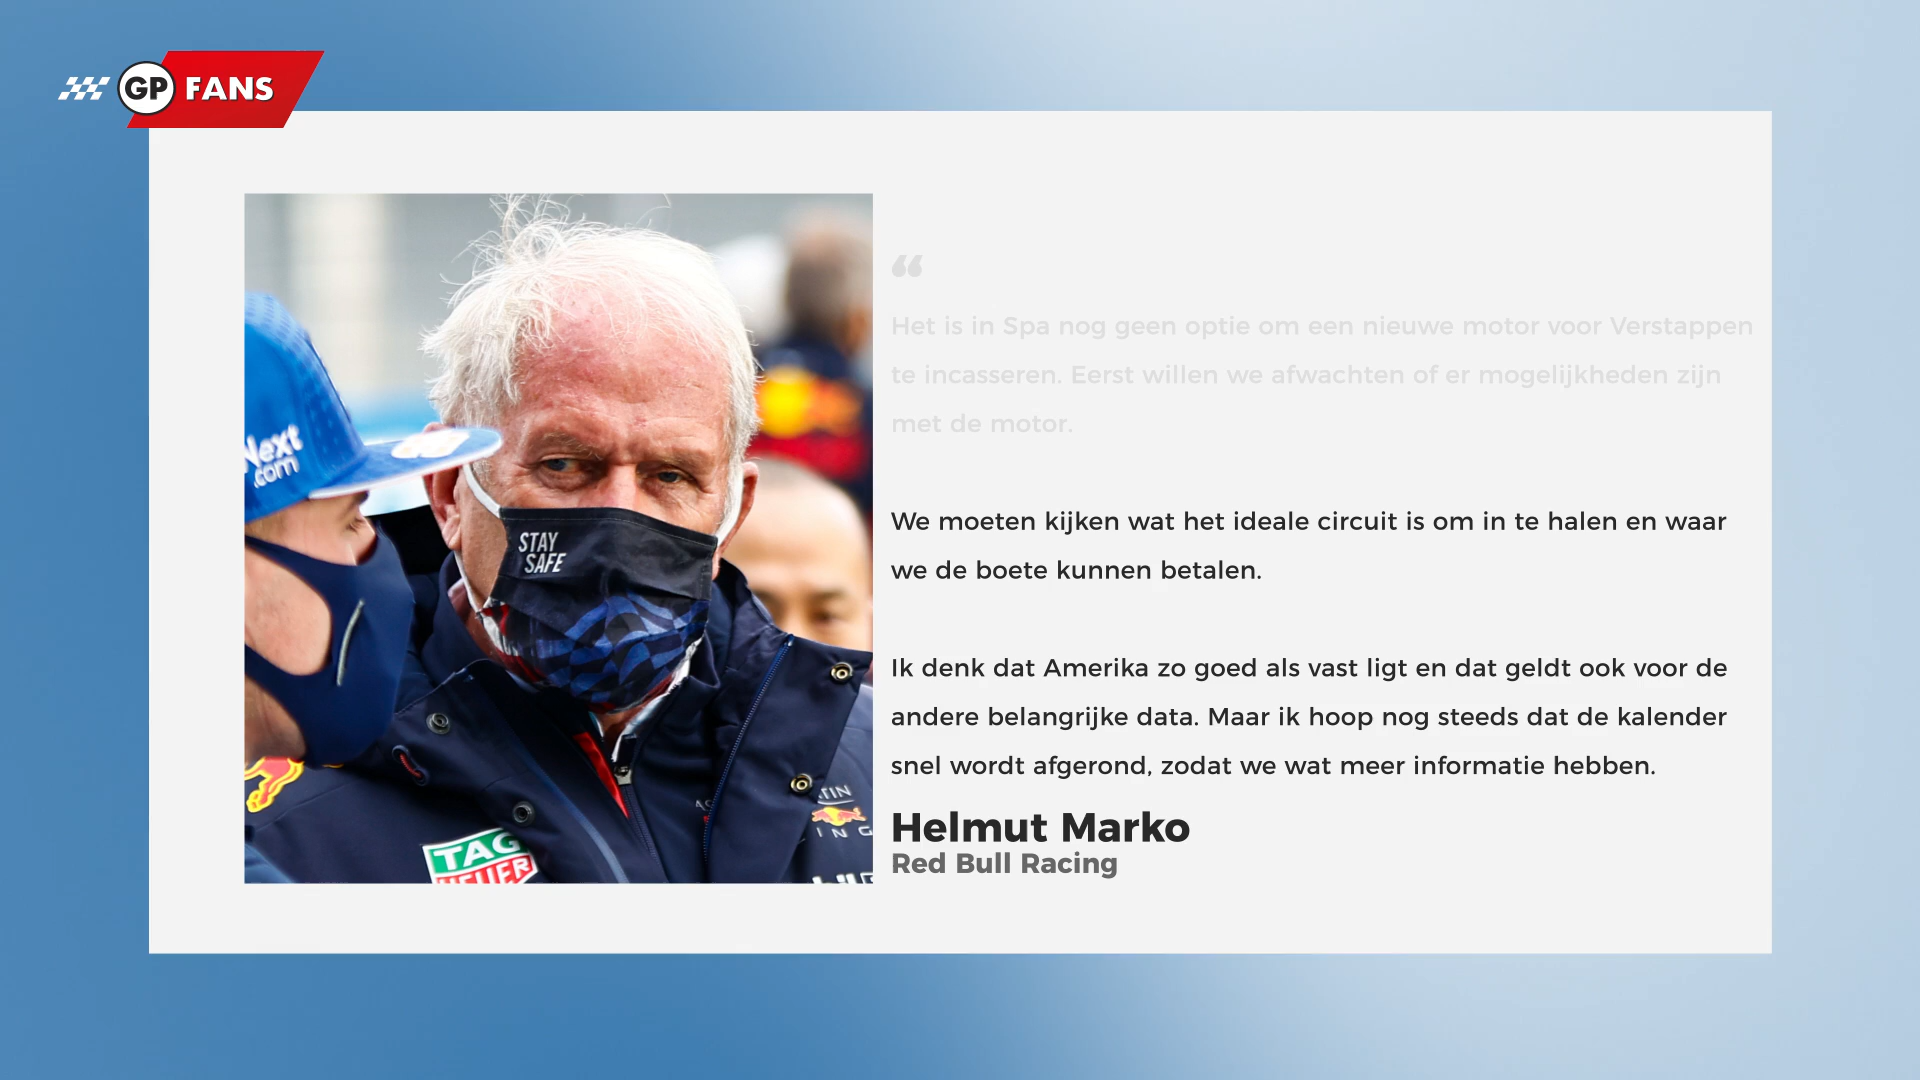 GP FANS
“
Het is in Spa nog geen optie om een nieuwe motor voor Verstappen
te incasseren. Eerst willen we afwachten of er mogelijkheden zijn
met de motor.
We moeten kijken wat het ideale circuit is om in te halen en waar
we de boete kunnen betalen.
Ik denk dat Amerika zo goed als vast ligt en dat geldt ook voor de
andere belangrijke data. Maar ik hoop nog steeds dat de kalender
snel wordt afgerond, zodat we wat meer informatie hebben.
Helmut Marko
Red Bull Racing
Next
.com
STAY
SAFE
TAG
HEUER